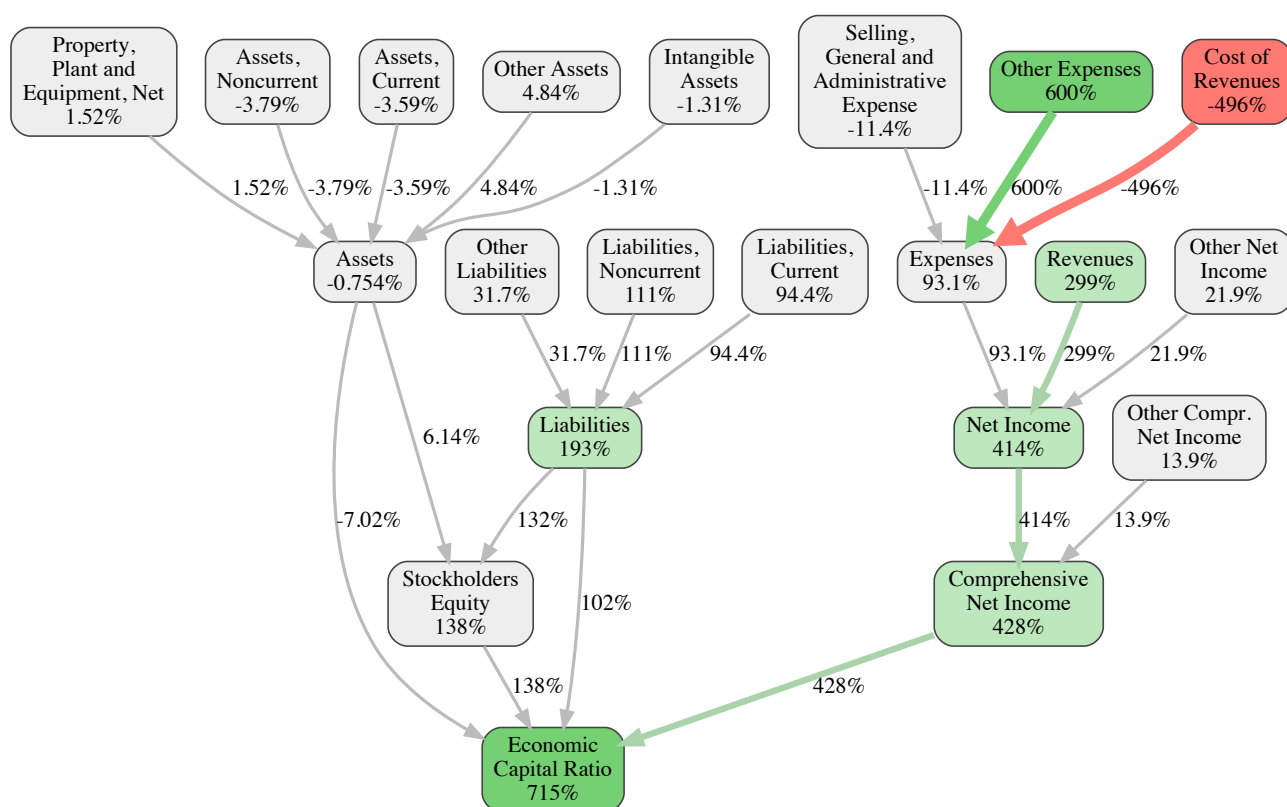 Property,
Plant and
Equipment, Net
1.52%
Assets,
Noncurrent
-3.79%
Assets,
Current
-3.59%
Other Assets
4.84%
Intangible
Assets
-1.31%
Selling,
General and
Administrative
Expense
-11.4%
Other Expenses
600%
Cost of
Revenues
-496%
1.52%
-3.79%
-3.59%
4.84%
-1.31%
-11.4%
600%
-496%
Assets
-0.754%
Other
Liabilities
31.7%
Liabilities,
Noncurrent
111%
Liabilities,
Current
94.4%
Expenses
93.1%
Revenues
299%
Other Net
Income
21.9%
31.7%
111%
94.4%
93.1%
299%
21.9%
Liabilities
193%
Net Income
414%
Other Compr.
Net Income
13.9%
6.14%
-7.02%
132%
102%
414%
13.9%
Stockholders
Equity
138%
Comprehensive
Net Income
428%
138%
428%
Economic
Capital Ratio
715%